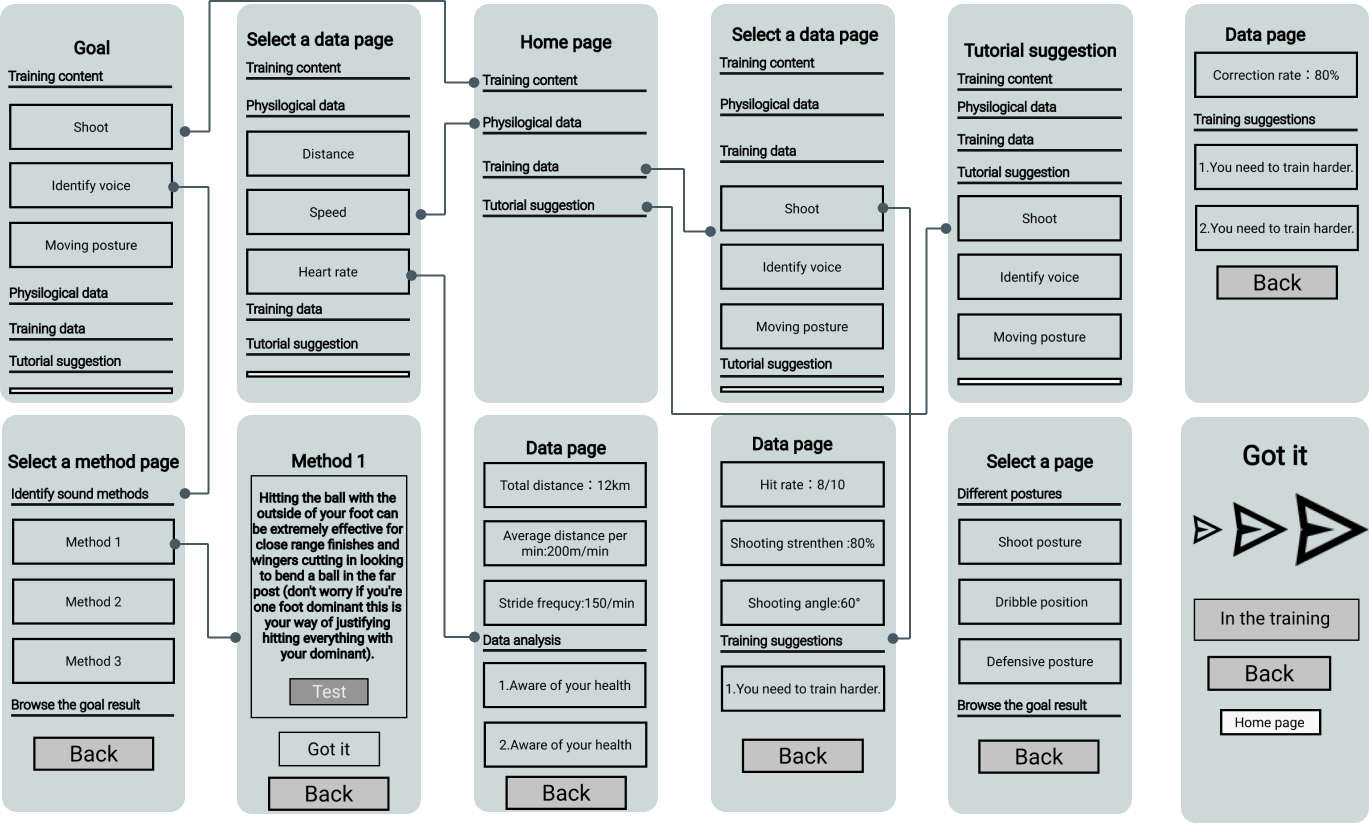 Goal
Training content
Shoot
Identify voice
Moving posture
Physilogical data
Training data
Tutorial suggestion
Select a data page
Training content
Physilogical data
Distance
Speed
Heart rate
Training data
Tutorial suggestion
Home page
Training content
Physilogical data
Training data
Tutorial suggestion
Select a data page
Training content
Physilogical data
Training data
Shoot
Identify voice
Moving posture
Tutorial suggestion
Tutorial suggestion
Training content
Physilogical data
Training data
Tutorial suggestion
Shoot
Identify voice
Moving posture
Data page
Correction rate：80%
Training suggestions
1.You need to train harder.
2.You need to train harder.
Back
Select a method page
Identify sound methods
Method 1
Method 2
Method 3
Browse the goal result
Back
Method 1
Hitting the ball with the
outside of your foot can
be extremely effective for
close range finishes and
wingers cutting in looking
to bend a ball in the far
post (don't worry if you're
one foot dominant this is
your way of justifying
hitting everything with
your dominant).
Test
Got it
Back
Data page
Total distance：12km
Average distance per
min:200m/min
Stride frequcy:150/min
Data analysis
1.Aware of your health
2.Aware of your health
Back
Data page
Hit rate：8/10
Shooting strenthen :80%
Shooting angle:60°
Training suggestions
1.You need to train harder.
Back
Select a page
Different postures
Shoot posture
Dribble position
Defensive posture
Browse the goal result
Back
Got it
In the training
Back
Home page